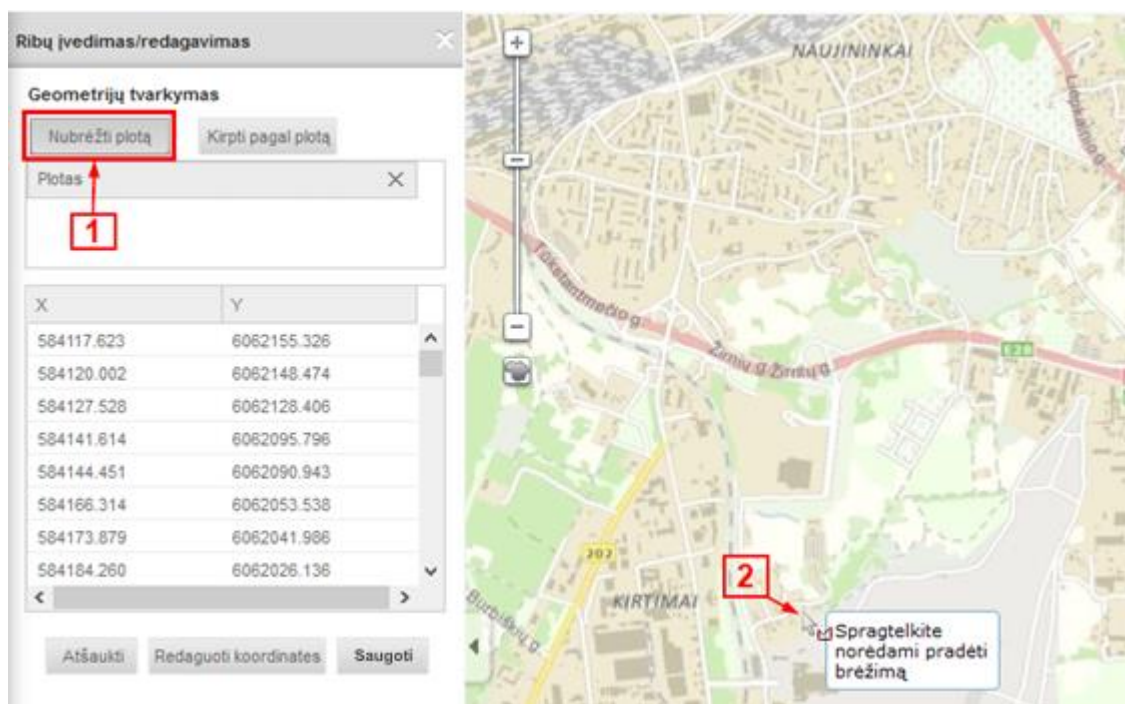 Ribų įvedimas/redagavimas
Geometrijų tvarkymas
Nubrėžti plotą
Kirpti pagal plotą
Plotas
1
X Y
584117.623 6062155.326
584120.002 6062148.474
584127.528 6062128.406
584141.614 6062095.796
584144.451 6062090.943
584166.314 6062053.538
584173.879 6062041.986
584184.260 6062026.136
Atšaukti Redaguoti koordinates Saugoti
NAUJININKAI
Liepkalnio g.
Tūkstantmečio g.
Žirnių g. Žirnių g.
E28
202
KIRTIMAI
2
Spragtelkite
norėdami pradėti
brėžimą